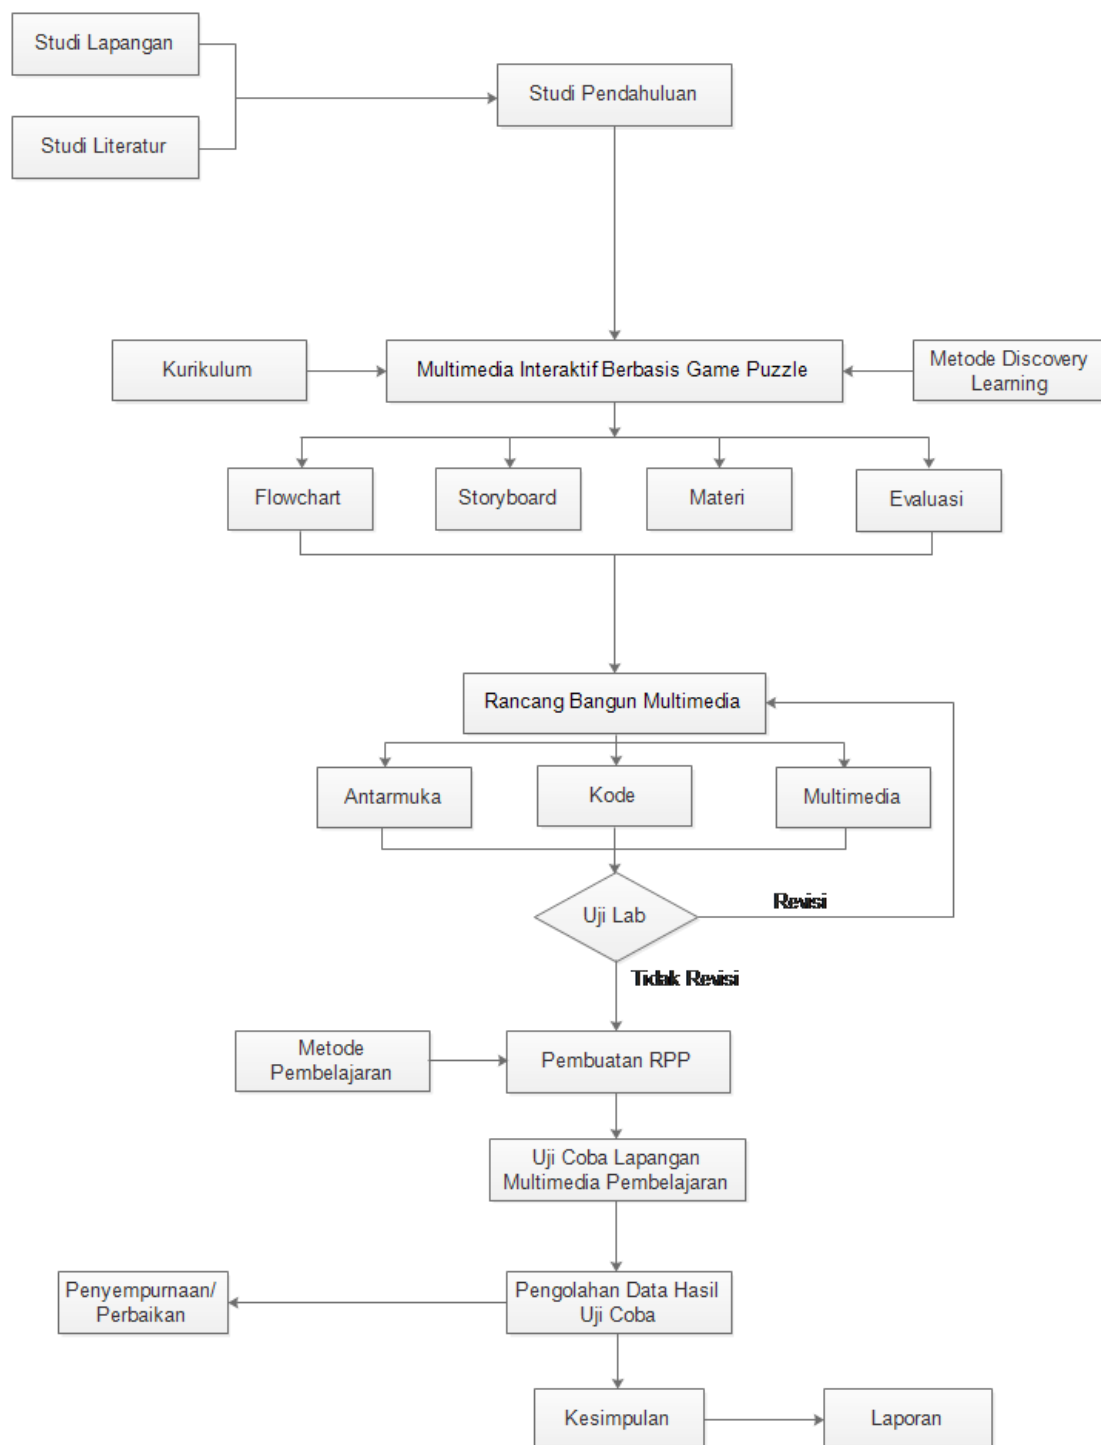 Studi Lapangan
Studi Pendahuluan
Studi Literatur
Kurikulum
Multimedia Interaktif Berbasis Game Puzzle
Metode Discovery
Learning
Flowchart
Storyboard
Materi
Evaluasi
Rancang Bangun Multimedia
Antarmuka
Kode
Multimedia
Uji Lab
Revisi
Tidak Revisi
Metode
Pembelajaran
Pembuatan RPP
Uji Coba Lapangan
Multimedia Pembelajaran
Penyempurnaan/
Perbaikan
Pengolahan Data Hasil
Uji Coba
Kesimpulan
Laporan